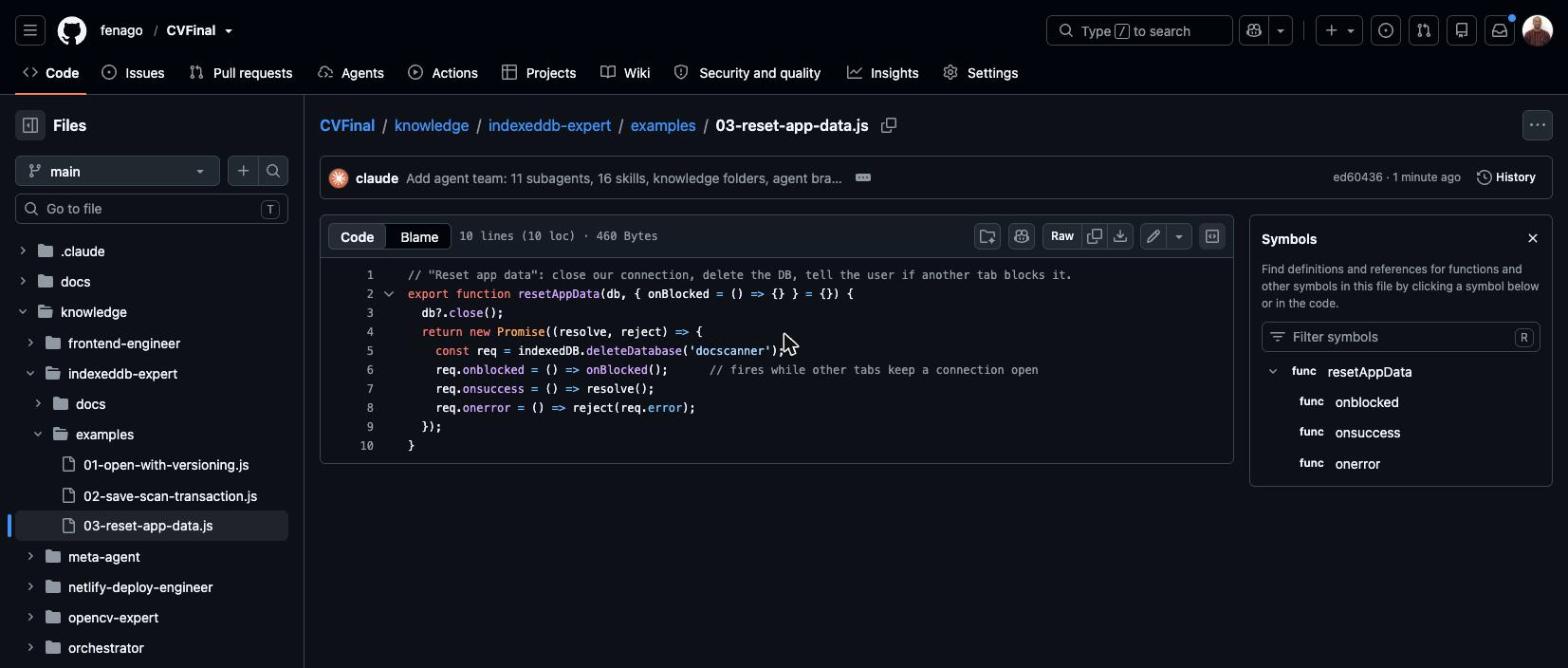 fenago / CVFinal
Type / to search
Code
Issues
Pull requests
Agents
Actions
Projects
Wiki
Security and quality
Insights
Settings
Files
main
Go to file
T
.claude
docs
knowledge
frontend-engineer
indexeddb-expert
docs
examples
01-open-with-versioning.js
02-save-scan-transaction.js
03-reset-app-data.js
meta-agent
netlify-deploy-engineer
opencv-expert
orchestrator
CVFinal / knowledge / indexeddb-expert / examples / 03-reset-app-data.js
claude Add agent team: 11 subagents, 16 skills, knowledge folders, agent bra...
ed60436 · 1 minute ago
History
Code
Blame
10 lines (10 loc) · 460 Bytes
Raw
1 // "Reset app data": close our connection, delete the DB, tell the user if another tab blocks it.
2 export function resetAppData(db, { onBlocked = () => {} } = {}) {
3 db?.close();
4 return new Promise((resolve, reject) => {
5 const req = indexedDB.deleteDatabase('docscanner');
6 req.onblocked = () => onBlocked(); // fires while other tabs keep a connection open
7 req.onsuccess = () => resolve();
8 req.onerror = () => reject(req.error);
9 });
10 }
Symbols
Find definitions and references for functions and
other symbols in this file by clicking a symbol below
or in the code.
Filter symbols
R
func resetAppData
func onblocked
func onsuccess
func onerror